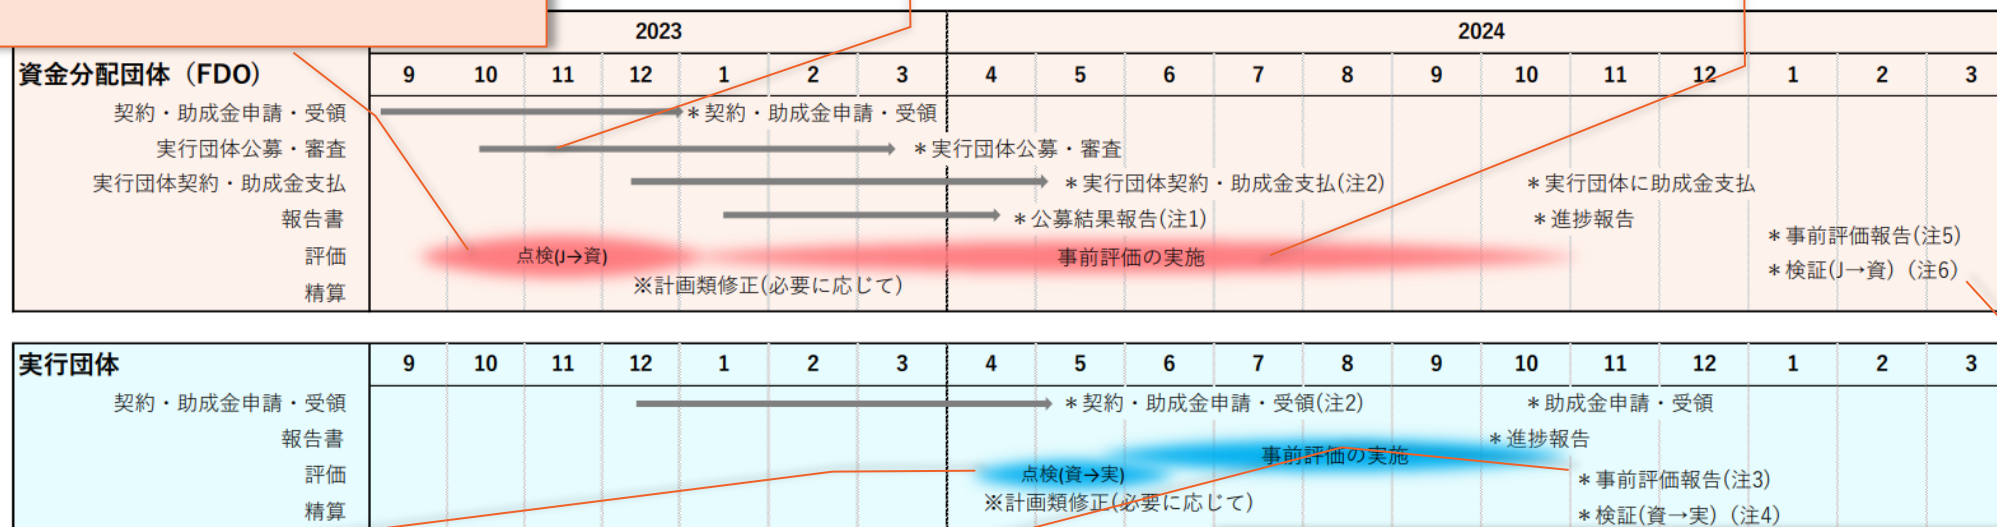 2023 2024
資金分配団体（FDO） 9 10 11 12 1 2 3 4 5 6 7 8 9 10 11 12 1 2 3
契約・助成金申請・受領 ＊契約・助成金申請・受領
実行団体公募・審査 ＊実行団体公募・審査
実行団体契約・助成金支払 ＊実行団体契約・助成金支払(注2) ＊実行団体に助成金支払
報告書 ＊公募結果報告(注1) ＊進捗報告
＊事前評価報告(注5)
評価 点検(J→資) 事前評価の実施
＊検証(J→資)（注6)
※計画類修正(必要に応じて)
精算
実行団体 9 10 11 12 1 2 3 4 5 6 7 8 9 10 11 12 1 2 3
契約・助成金申請・受領 ＊契約・助成金申請・受領(注2) ＊助成金申請・受領
報告書 ＊進捗報告
事前評価の実施
評価 点検(資→実) ＊事前評価報告(注3)
※計画類修正(必要に応じて)
精算 ＊検証(資→実)（注4)